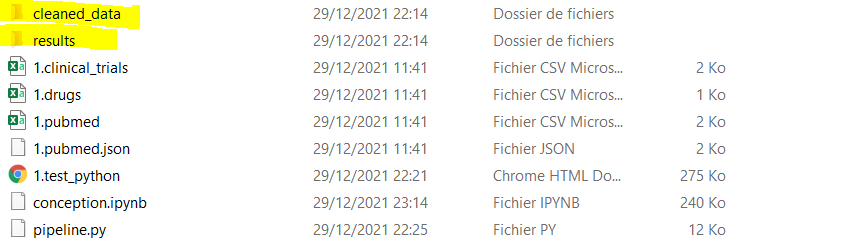 cleaned_data 29/12/2021 22:14 Dossier de fichiers
results 29/12/2021 22:14 Dossier de fichiers
1.clinical_trials 29/12/2021 11:41 Fichier CSV Micros... 2 Ko
1.drugs 29/12/2021 11:41 Fichier CSV Micros... 1 Ko
1.pubmed 29/12/2021 11:41 Fichier CSV Micros... 2 Ko
1.pubmed.json 29/12/2021 11:41 Fichier JSON 2 Ko
1.test_python 29/12/2021 22:21 Chrome HTML Do... 275 Ko
conception.ipynb 29/12/2021 23:14 Fichier IPYNB 240 Ko
pipeline.py 29/12/2021 22:25 Fichier PY 12 Ko